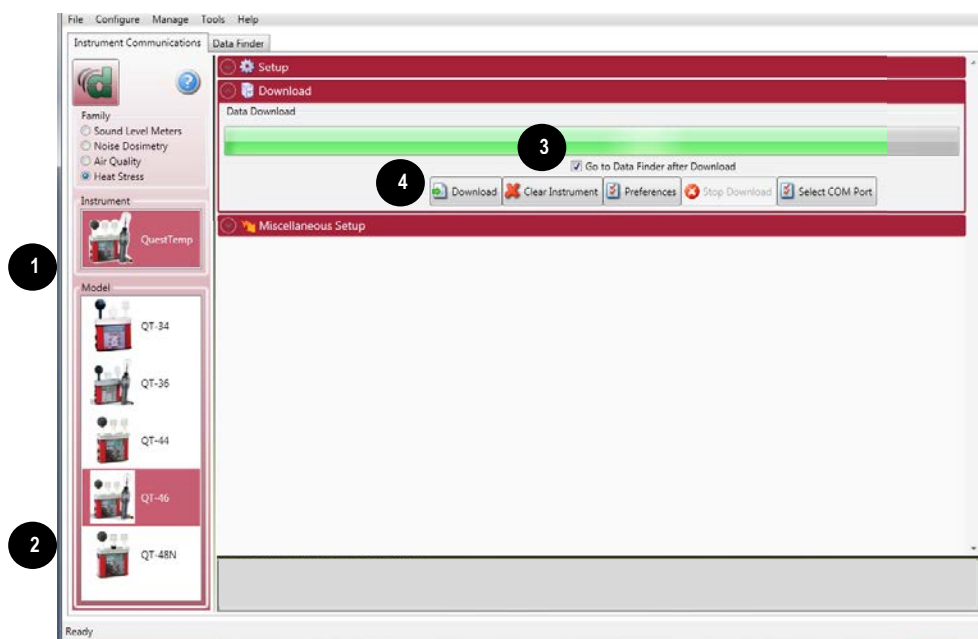 File Configure Manage Tools Help
Instrument Communications Data Finder
d
?
Family
Sound Level Meters
Noise Dosimetry
Air Quality
Heat Stress
Instrument
QuestTemp
1
Model
QT-34
QT-36
QT-44
QT-46
QT-48N
2
Setup
Download
Data Download
3
Go to Data Finder after Download
4
Download Clear Instrument Preferences Stop Download Select COM Port
Miscellaneous Setup
Ready